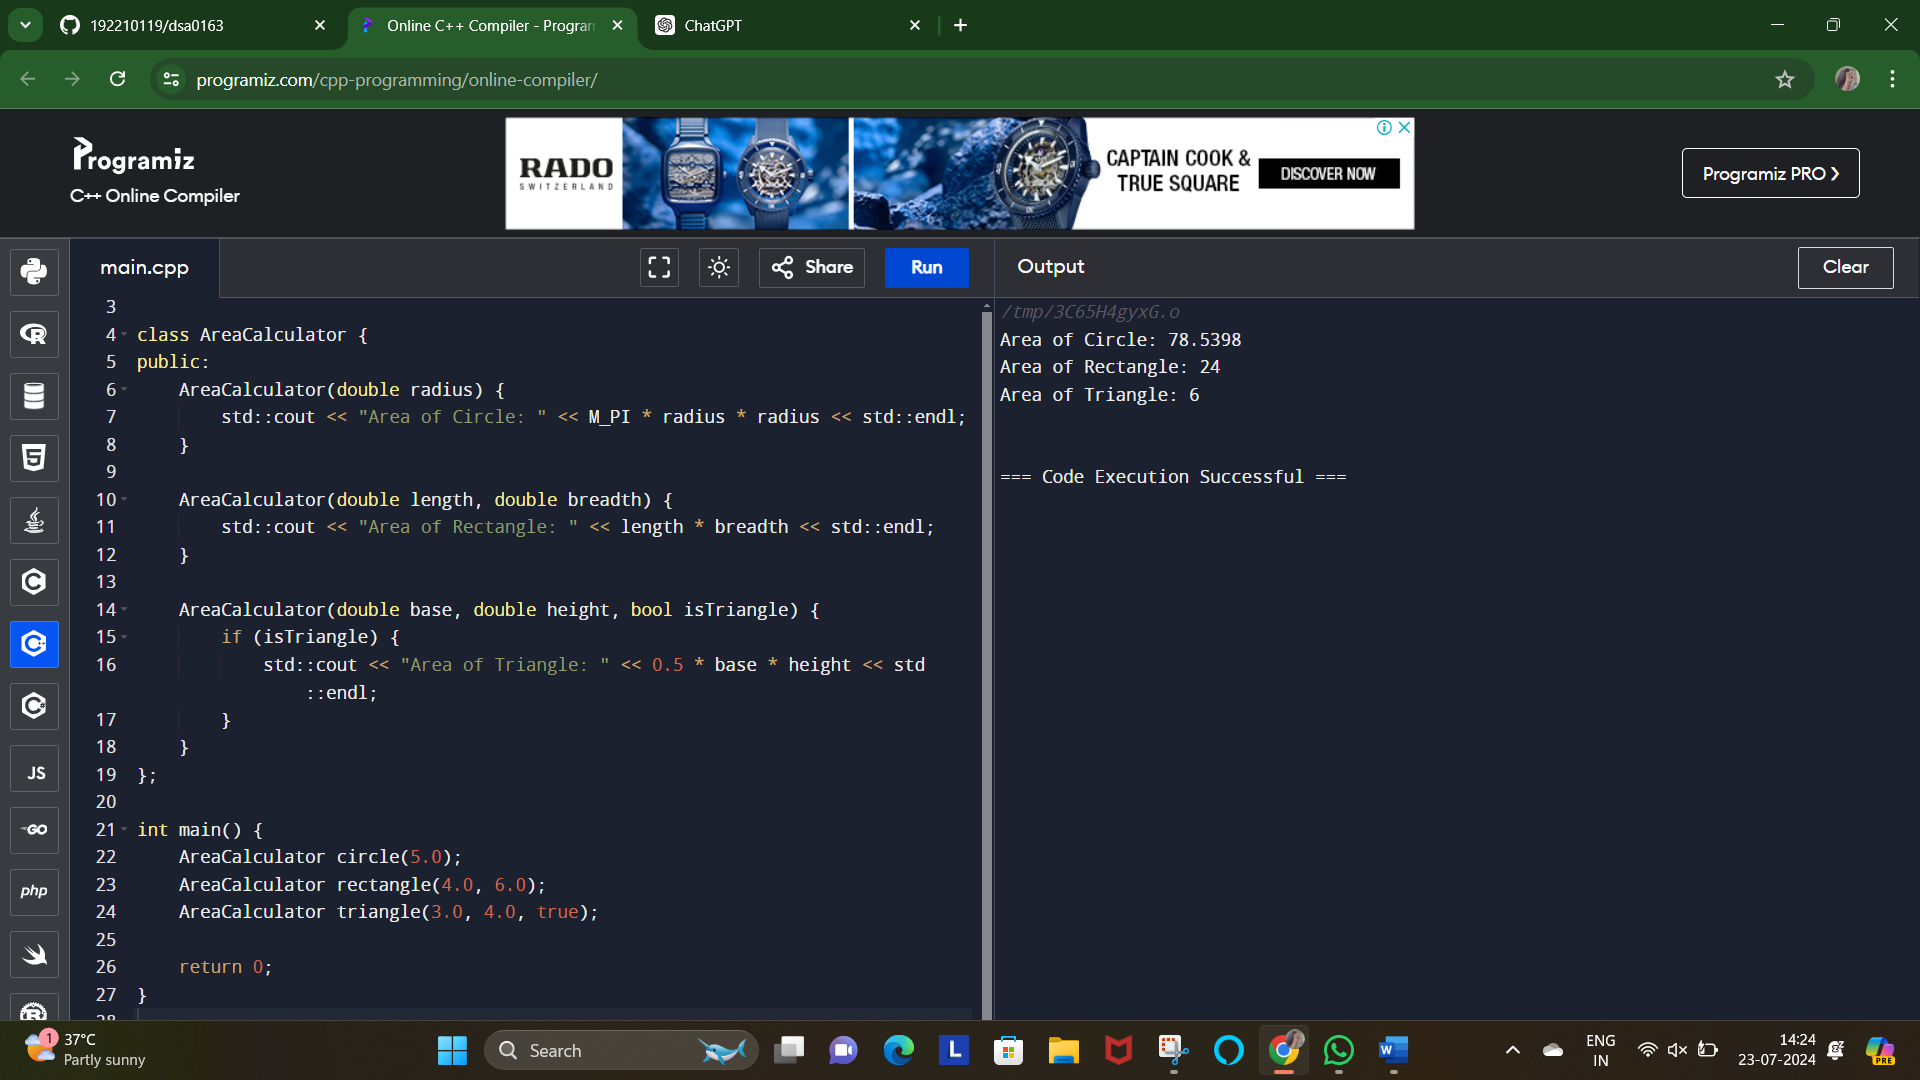 192210119/dsa0163
Online C++ Compiler - Progran
ChatGPT
programiz.com/cpp-programming/online-compiler/
Programiz
C++ Online Compiler
RADO
SWITZERLAND
CAPTAIN COOK &
TRUE SQUARE
DISCOVER NOW
Programiz PRO >
main.cpp
Share
Run
Output
Clear
3
4 class AreaCalculator {
5 public:
6     AreaCalculator(double radius) {
7         std::cout << "Area of Circle: " << M_PI * radius * radius << std::endl;
8     }
9
10     AreaCalculator(double length, double breadth) {
11         std::cout << "Area of Rectangle: " << length * breadth << std::endl;
12     }
13
14     AreaCalculator(double base, double height, bool isTriangle) {
15         if (isTriangle) {
16             std::cout << "Area of Triangle: " << 0.5 * base * height << std
::endl;
17         }
18     }
19 };
20
21 int main() {
22     AreaCalculator circle(5.0);
23     AreaCalculator rectangle(4.0, 6.0);
24     AreaCalculator triangle(3.0, 4.0, true);
25
26     return 0;
27 }
28
/tmp/3C65H4gyxG.o
Area of Circle: 78.5398
Area of Rectangle: 24
Area of Triangle: 6
=== Code Execution Successful ===
JS
GO
php
1
37°C
Partly sunny
Search
L
W
ENG
IN
14:24
23-07-2024
PRE